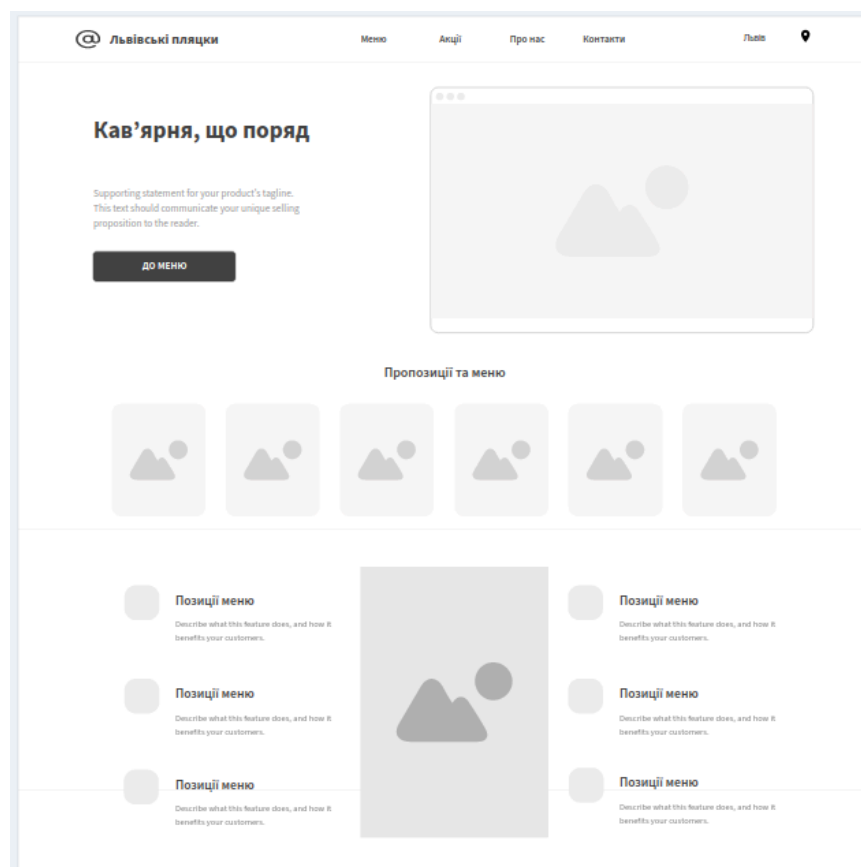 Львівські пляцки
Меню
Акції
Про нас
Контакти
Львів
Кав’ярня, що поряд
Supporting statement for your product's tagline.
This text should communicate your unique selling
proposition to the reader.
ДО МЕНЮ
Пропозиції та меню
Позиції меню
Describe what this feature does, and how it
benefits your customers.
Позиції меню
Describe what this feature does, and how it
benefits your customers.
Позиції меню
Describe what this feature does, and how it
benefits your customers.
Позиції меню
Describe what this feature does, and how it
benefits your customers.
Позиції меню
Describe what this feature does, and how it
benefits your customers.
Позиції меню
Describe what this feature does, and how it
benefits your customers.